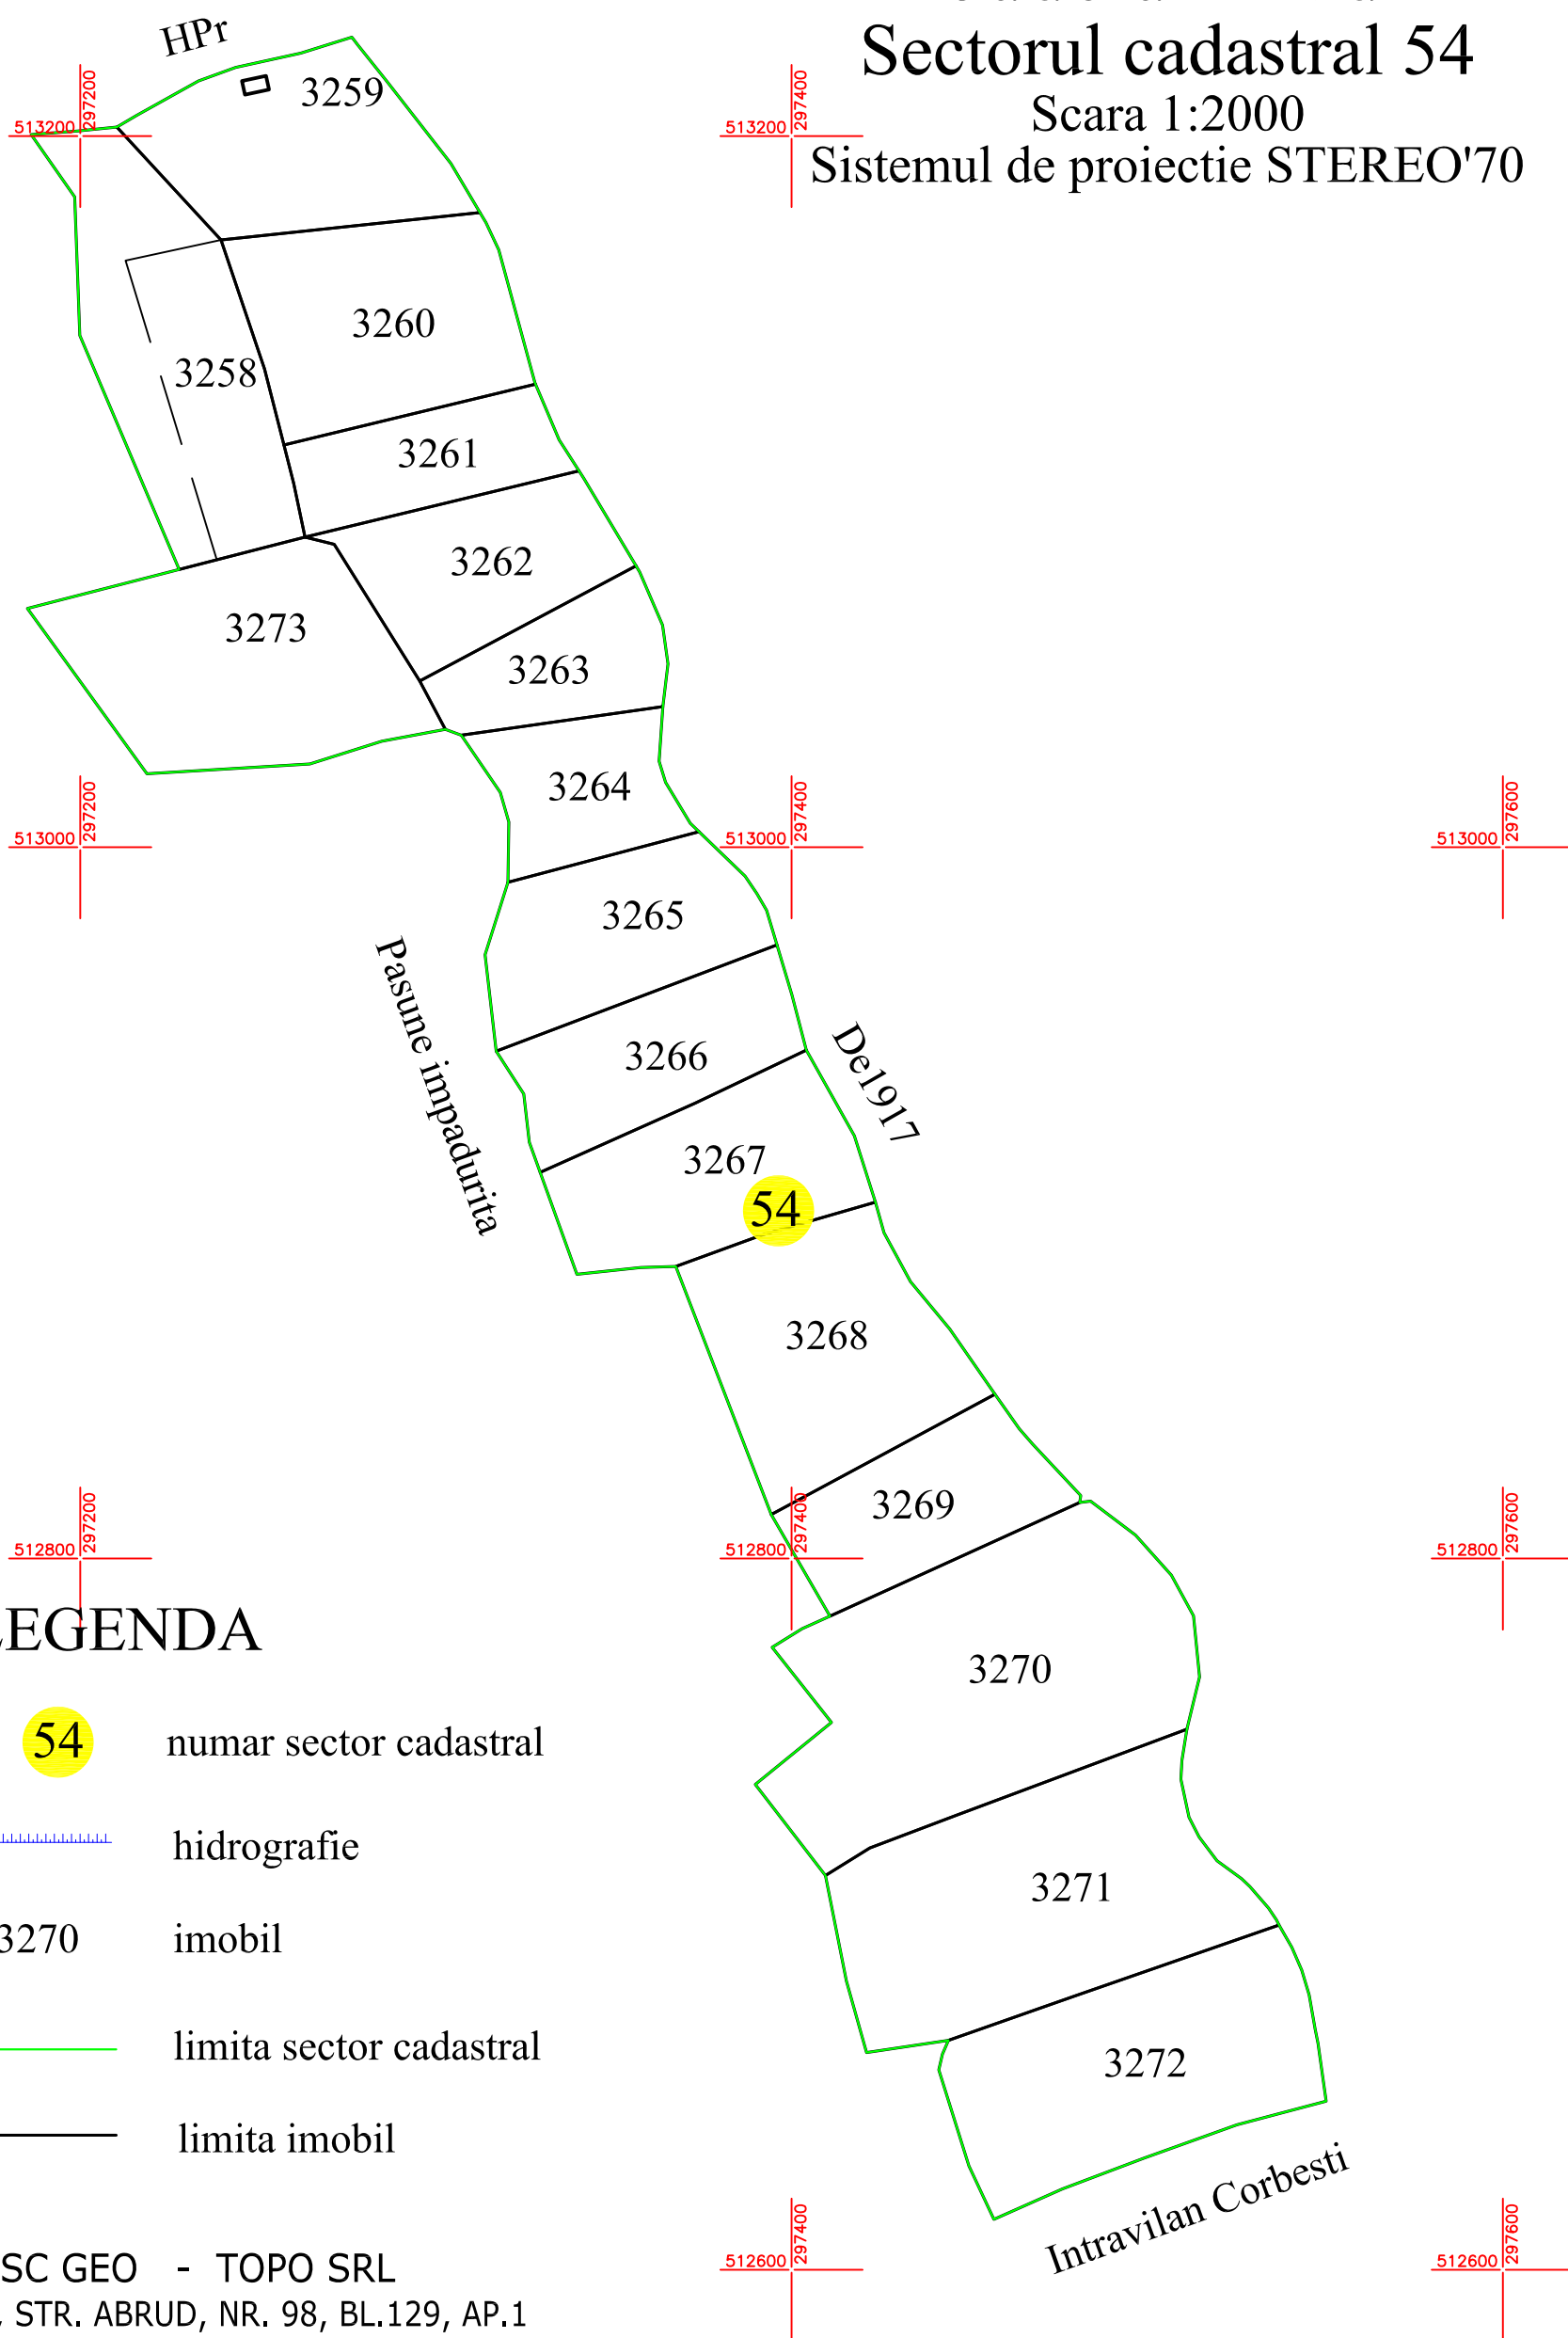 Sectorul cadastral 54
Scara 1:2000
Sistemul de proiectie STEREO'70
HPr
3259
513200
297200
513200
297400
3260
3258
3261
3262
3273
3263
3264
513000
297200
513000
297400
513000
297600
3265
Pasune impadurita
3266
De1917
3267
54
3268
3269
512800
297200
512800
297400
512800
297600
3270
3271
3272
Intravilan Corbesti
512600
297400
512600
297600
LEGENDA
54 numar sector cadastral
hidrografie
3270 imobil
limita sector cadastral
limita imobil
SC GEO - TOPO SRL
, STR. ABRUD, NR. 98, BL.129, AP.1